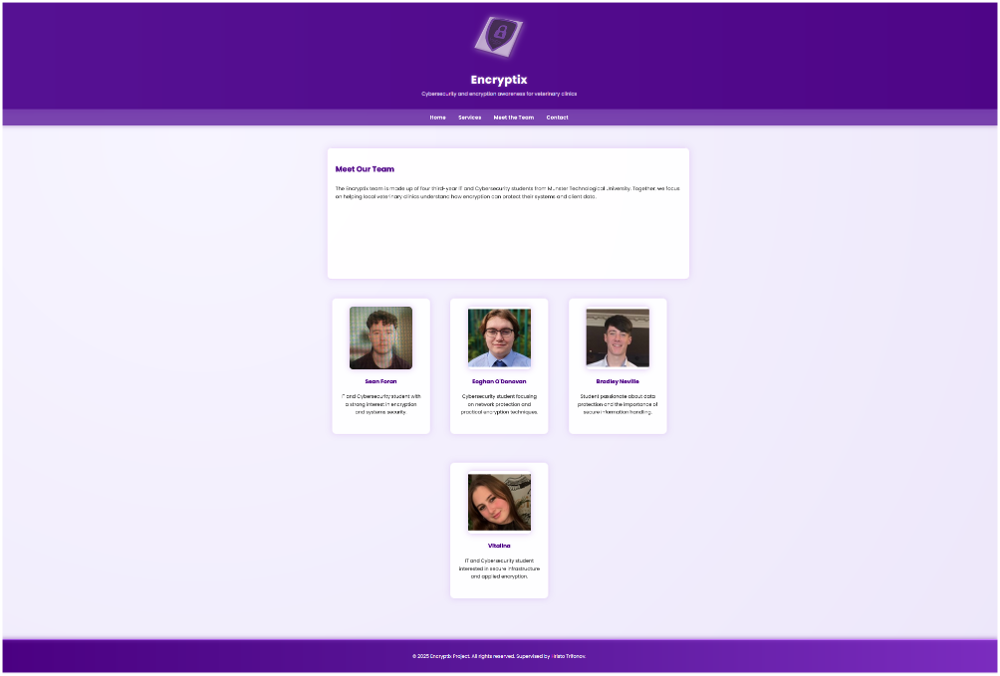 Encryptix
Cybersecurity and encryption awareness for veterinary clinics
Home Services Meet the Team Contact
Meet Our Team
The Encryptix team is made up of four third-year IT and Cybersecurity students from Munster Technological University. Together, we focus
on helping local veterinary clinics understand how encryption can protect their systems and client data.
Sean Foran
IT and Cybersecurity student with
a strong interest in encryption
and systems security.
Eoghan O'Donovan
Cybersecurity student focusing
on network protection and
practical encryption techniques.
Bradley Neville
Student passionate about data
protection and the importance of
secure information handling.
Vitalina
IT and Cybersecurity student
interested in secure infrastructure
and applied encryption.
© 2025 Encryptix Project. All rights reserved. Supervised by Hristo Trifonov.